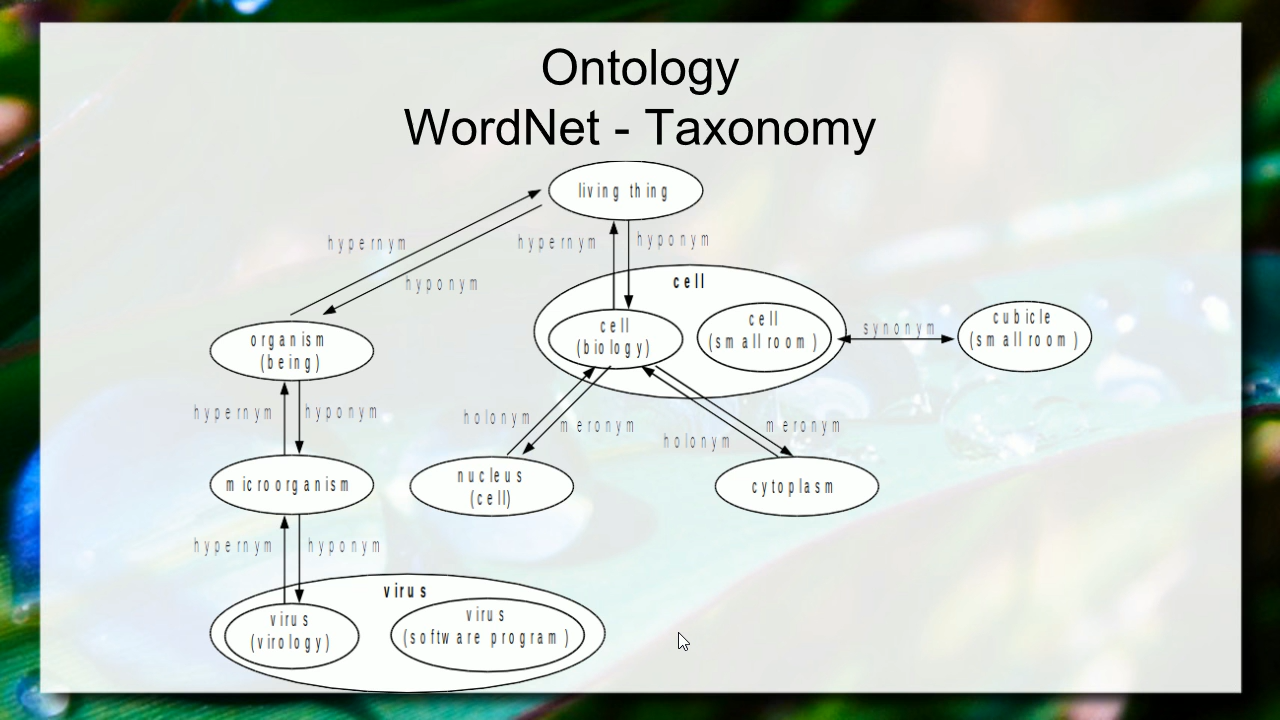 Ontology
WordNet - Taxonomy
living thing
hypernym
hypernym
hyponym
hyponym
cell
organism
(being)
cell
(biology)
cell
(small room)
synonym
cubicle
(small room)
hypernym
hyponym
holonym
meronym
meronym
holonym
microorganism
nucleus
(cell)
cytoplasm
hypernym
hyponym
virus
virus
(virology)
virus
(software program)